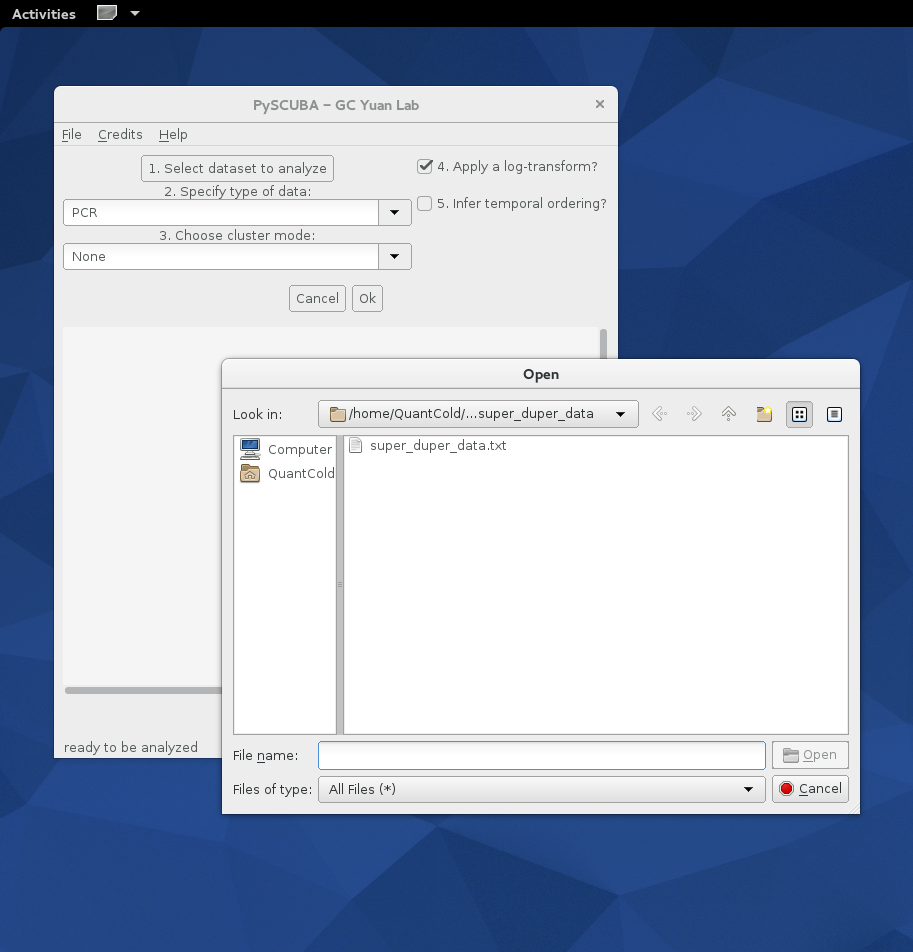 Activities
PySCUBA – GC Yuan Lab
File Credits Help
1. Select dataset to analyze
4. Apply a log-transform?
2. Specify type of data:
5. Infer temporal ordering?
PCR
3. Choose cluster mode:
None
Cancel Ok
Open
Look in: /home/QuantCold/...super_duper_data
Computer
QuantCold
super_duper_data.txt
File name: Open
Files of type: All Files (*) Cancel
ready to be analyzed